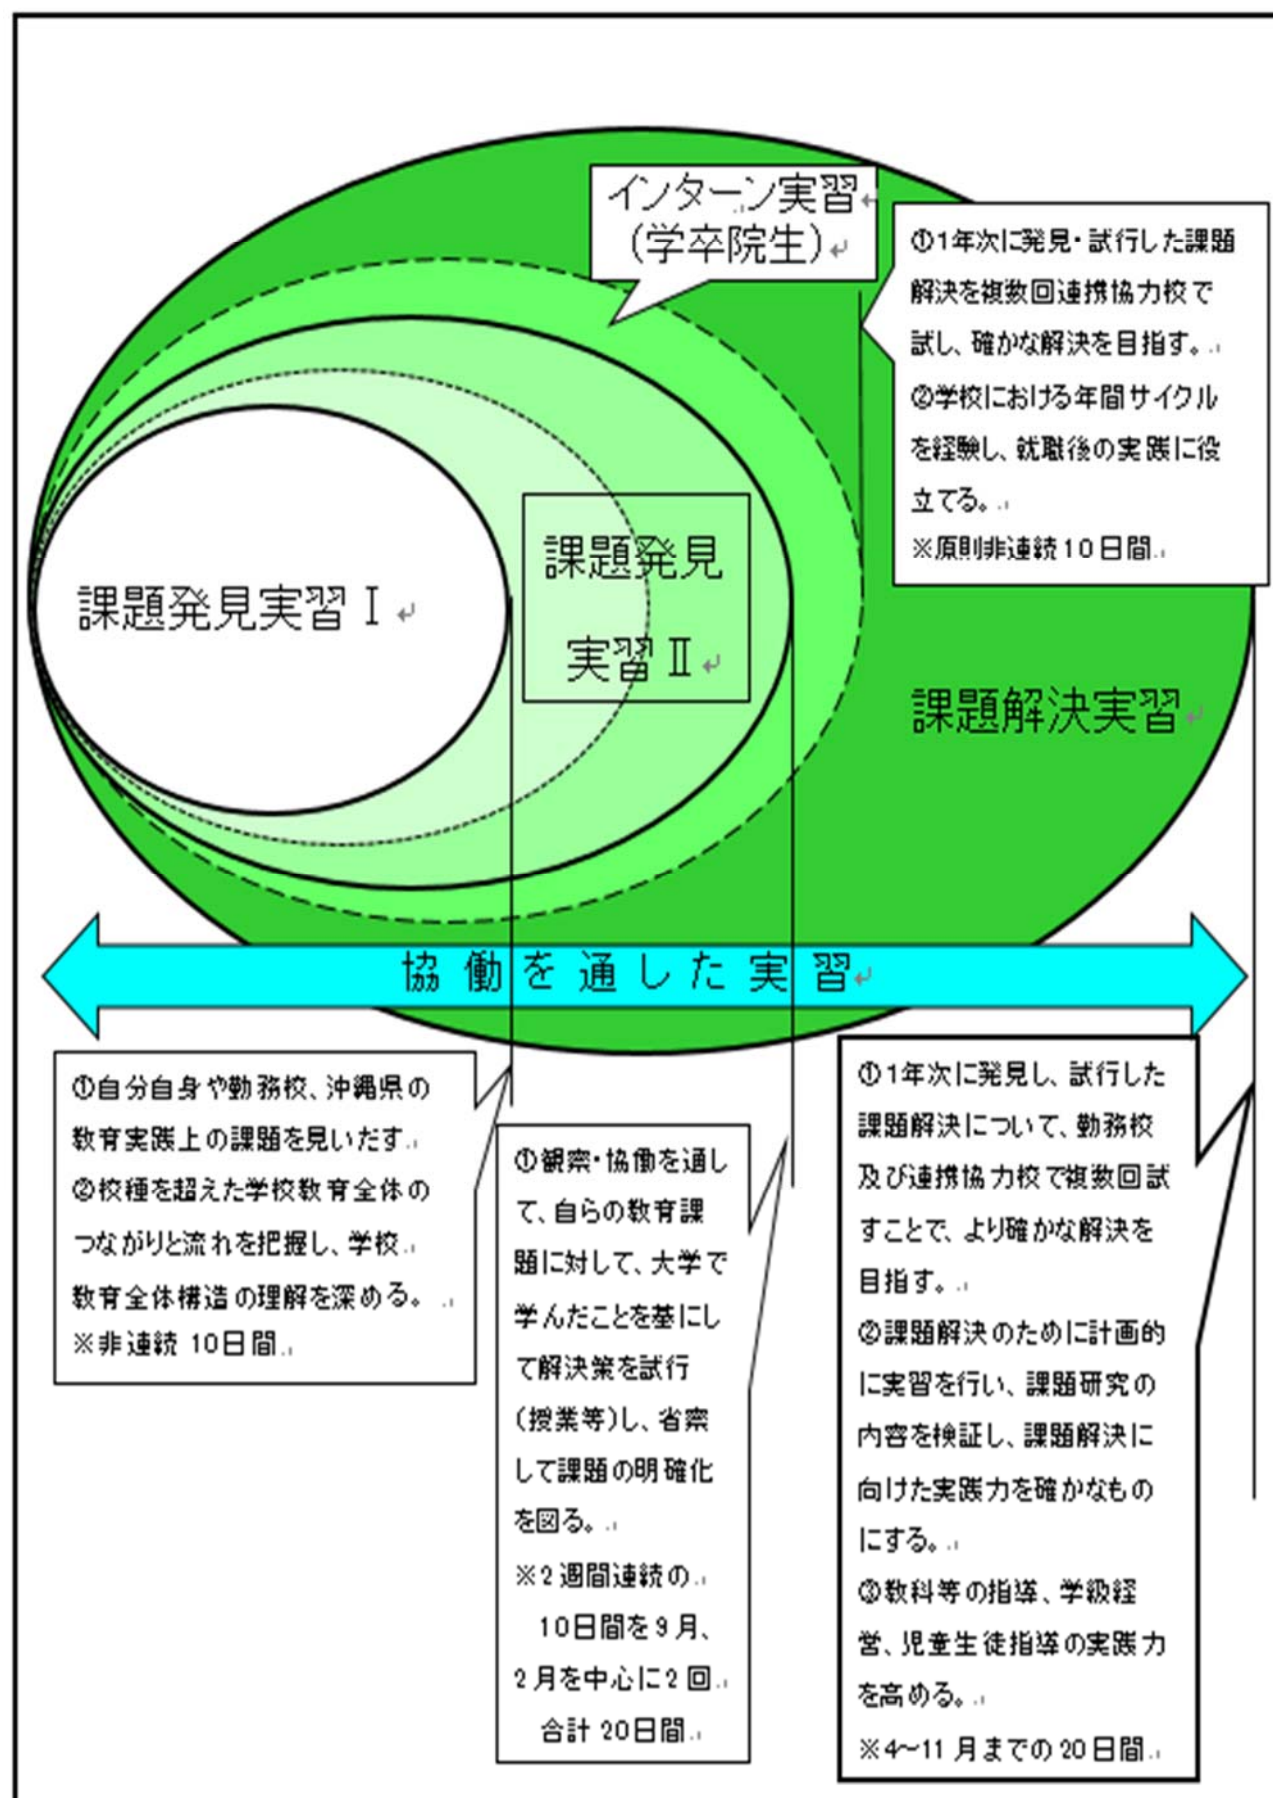 インターン実習
(学卒院生)
①1年次に発見・試行した課題
解決を複数回連携協力校で
試し、確かな解決を目指す。
②学校における年間サイクル
を経験し、就職後の実践に役
立てる。
※原則非連続10日間
課題発見実習Ⅰ
課題発見
実習Ⅱ
課題解決実習
協働を通した実習
①自分自身や勤務校、沖縄県の
教育実践上の課題を見いだす
②校種を超えた学校教育全体の
つながりと流れを把握し、学校
教育全体構造の理解を深める。
※非連続10日間
①観察・協働を通し
て、自らの教育課
題に対して、大学で
学んだことを基にし
て解決策を試行
(授業等)し、省察
して課題の明確化
を図る。
※2週間連続の
10日間を9月、
2月を中心に2回
合計20日間
①1年次に発見し、試行した
課題解決について、勤務校
及び連携協力校で複数回試
すことで、より確かな解決を
目指す。
②課題解決のために計画的
に実習を行い、課題研究の
内容を検証し、課題解決に
向けた実践力を確かなもの
にする。
③教科等の指導、学級経
営、児童生徒指導の実践力
を高める。
※4～11月までの20日間